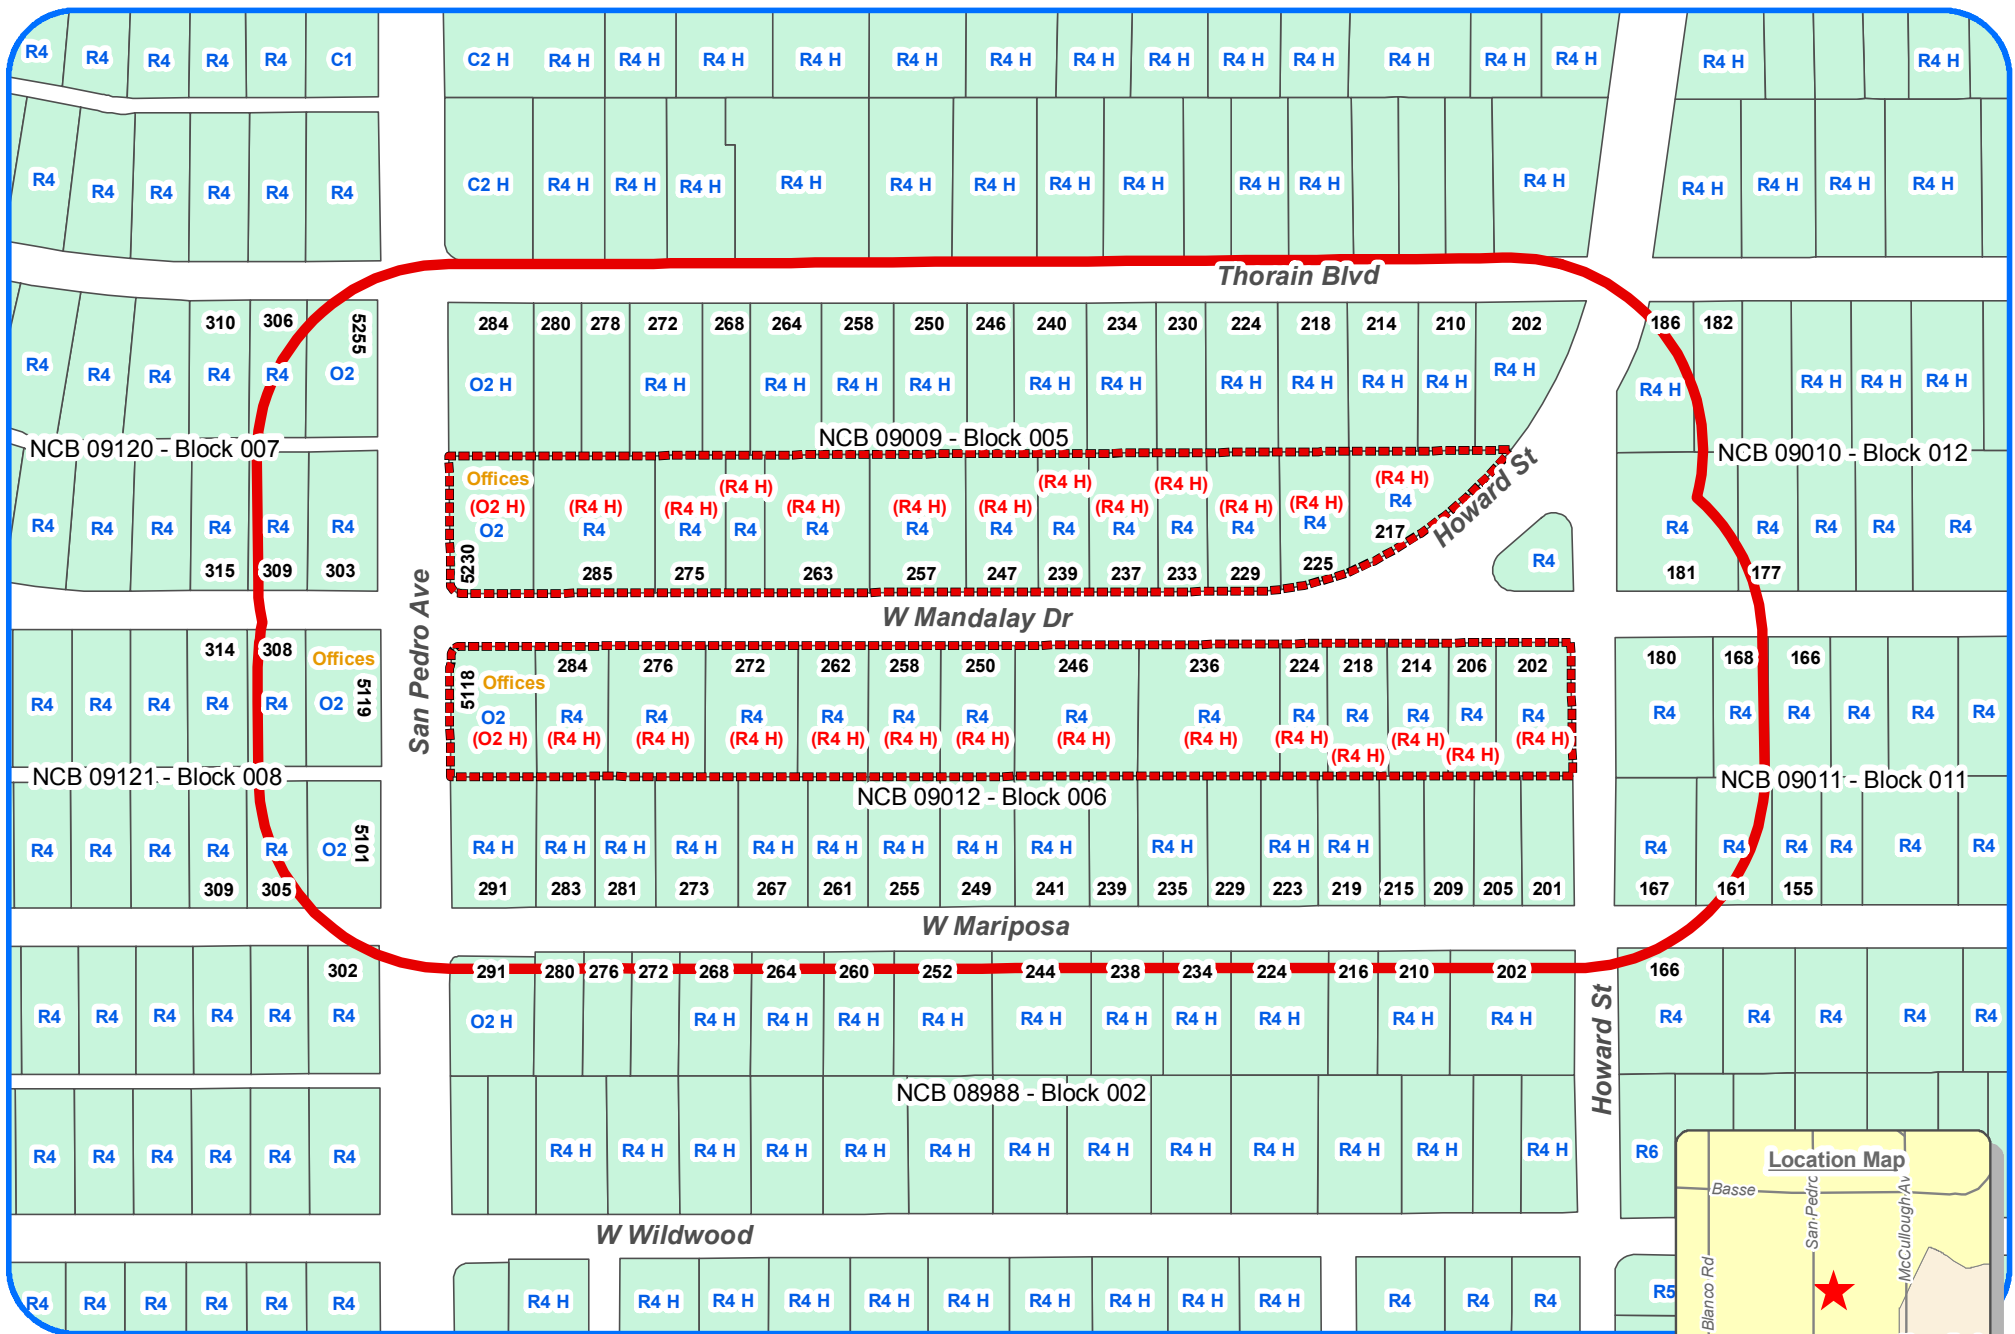 R4 R4 R4 R4 R4 C1 C2 H R4 H R4 H R4 H R4 H R4 H R4 H R4 H R4 H R4 H R4 H R4 H R4 H R4 H R4 H R4 H
R4 R4 R4 R4 R4 R4 C2 H R4 H R4 H R4 H R4 H R4 H R4 H R4 H R4 H R4 H R4 H R4 H R4 H R4 H R4 H R4 H
Thorain Blvd
310 306 5255 284 280 278 272 268 264 258 250 246 240 234 230 224 218 214 210 202 186 182
R4 R4 R4 R4 R4 O2 O2 H R4 H R4 H R4 H R4 H R4 H R4 H R4 H R4 H R4 H R4 H R4 H R4 H R4 H R4 H R4 H
NCB 09120 - Block 007 NCB 09009 - Block 005 NCB 09010 - Block 012
Offices
(O2 H) (R4 H) (R4 H) (R4 H) (R4 H) (R4 H) (R4 H) (R4 H) (R4 H) (R4 H) (R4 H) (R4 H) (R4 H)
R4 R4 R4 R4 R4 R4 O2 R4 R4 R4 R4 R4 R4 R4 R4 R4 R4 R4 R4 R4 R4 R4 R4 R4
Howard St
R4
315 309 303 5230 285 275 263 257 247 239 237 233 229 225 217 181 177
San Pedro Ave
W Mandalay Dr
314 308 Offices 5118 284 276 272 262 258 250 246 236 224 218 214 206 202 180 168 166
Offices
R4 R4 R4 R4 R4 O2 5119 O2 R4 R4 R4 R4 R4 R4 R4 R4 R4 R4 R4 R4 R4 R4 R4 R4 R4 R4 R4
(O2 H) (R4 H) (R4 H) (R4 H) (R4 H) (R4 H) (R4 H) (R4 H) (R4 H) (R4 H) (R4 H) (R4 H) (R4 H) (R4 H)
NCB 09121 - Block 008 NCB 09012 - Block 006 NCB 09011 - Block 011
R4 R4 R4 R4 R4 O2 5101 R4 H R4 H R4 H R4 H R4 H R4 H R4 H R4 H R4 H R4 H R4 H R4 H R4 R4 R4 R4 R4 R4
309 305 291 283 281 273 267 261 255 249 241 239 235 229 223 219 215 209 205 201 167 161 155
W Mariposa
302 291 280 276 272 268 264 260 252 244 238 234 224 216 210 202 166
R4 R4 R4 R4 R4 R4 O2 H R4 H R4 H R4 H R4 H R4 H R4 H R4 H R4 H R4 H R4 H R4 R4 R4 R4 R4
Howard St
NCB 08988 - Block 002
R4 R4 R4 R4 R4 R4 R4 H R4 H R4 H R4 H R4 H R4 H R4 H R4 H R4 H R4 H R4 H R4 H R4 H R6
W Wildwood
R4 R4 R4 R4 R4 R4 R4 H R4 H R4 H R4 H R4 H R4 H R4 H R4 H R4 H R4 R4 R4 R5
Location Map
Basse
San Pedro
McCullough Av
Blanco Rd